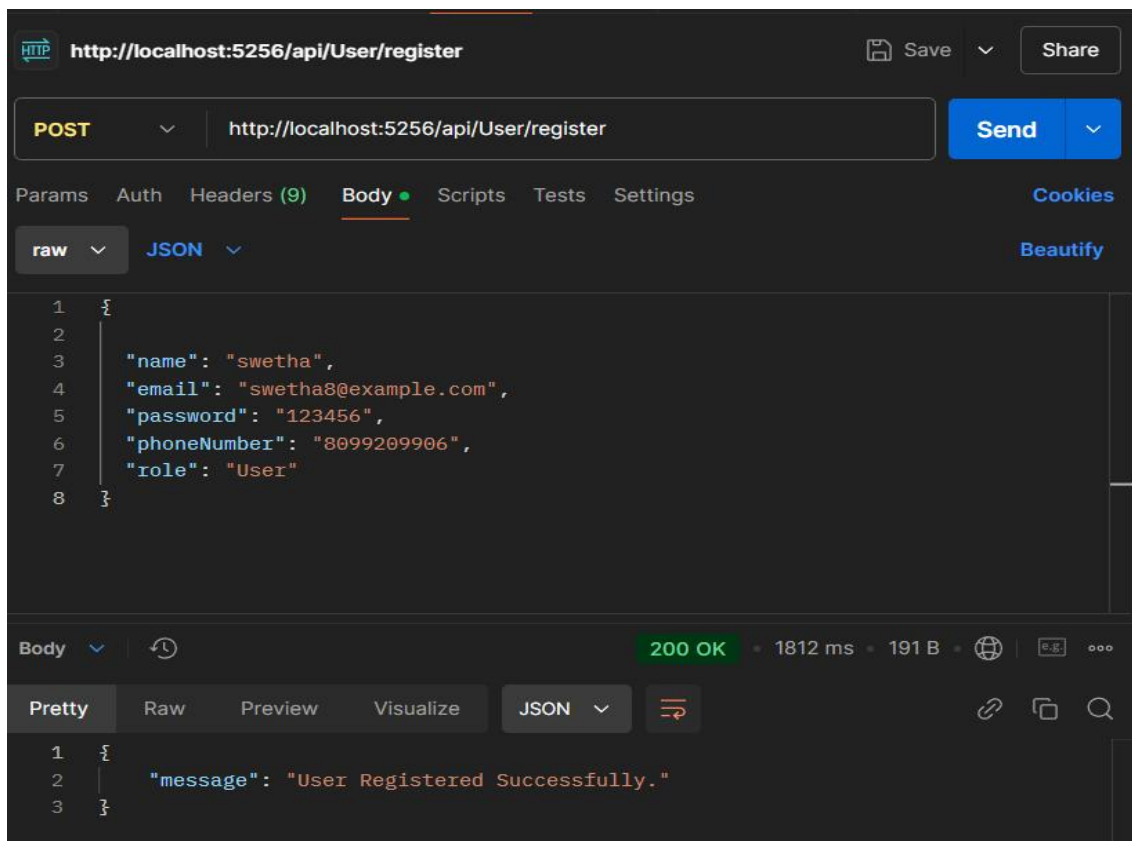 HTTP http://localhost:5256/api/User/register Save Share
POST http://localhost:5256/api/User/register Send
Params Auth Headers (9) Body Scripts Tests Settings Cookies
raw JSON Beautify
1 {
2
3 "name": "swetha",
4 "email": "swetha8@example.com",
5 "password": "123456",
6 "phoneNumber": "8099209906",
7 "role": "User"
8 }
Body 200 OK 1812 ms 191 B e.g.
Pretty Raw Preview Visualize JSON
1 {
2 "message": "User Registered Successfully."
3 }